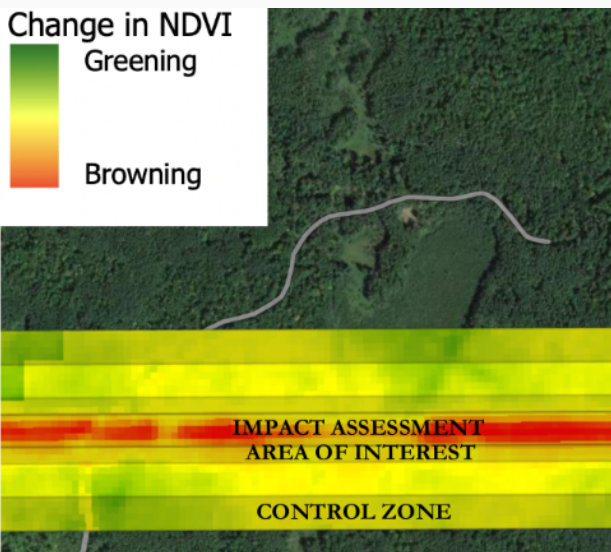 Change in NDVI
Greening
Browning
IMPACT ASSESSMENT
AREA OF INTEREST
CONTROL ZONE